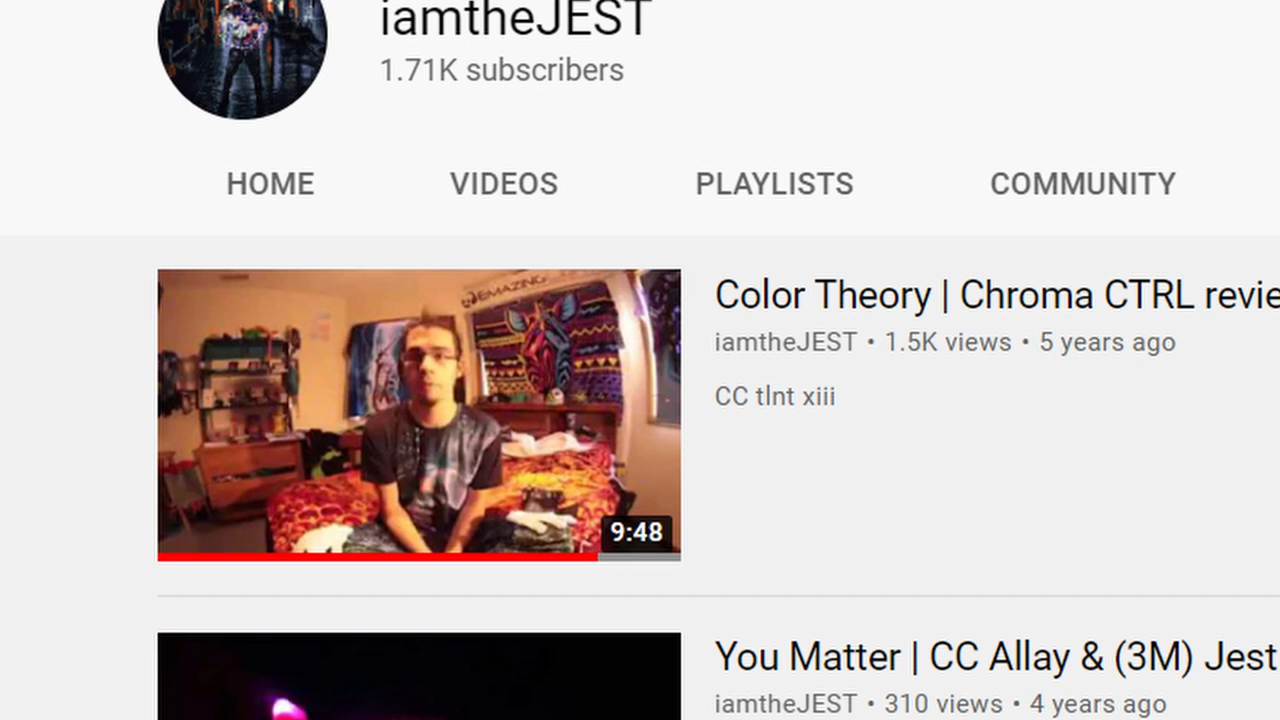 iamtheJEST
1.71K subscribers
HOME VIDEOS PLAYLISTS COMMUNITY
EMAZING
Color Theory | Chroma CTRL revie
iamtheJEST • 1.5K views • 5 years ago
CC tlnt xiii
9:48
You Matter | CC Allay & (3M) Jest
iamtheJEST • 310 views • 4 years ago